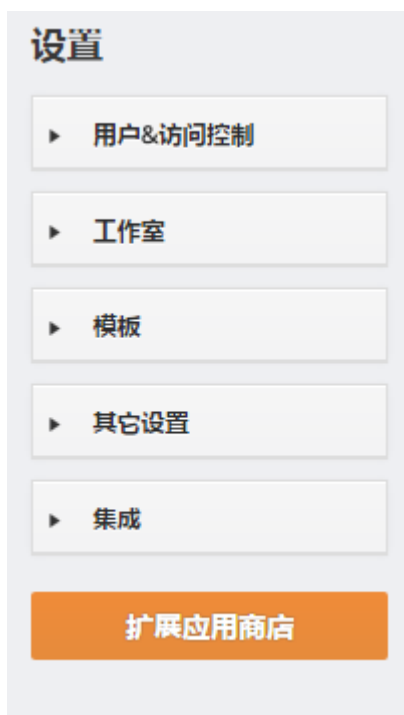 设置
用户&访问控制
工作室
模板
其它设置
集成
扩展应用商店